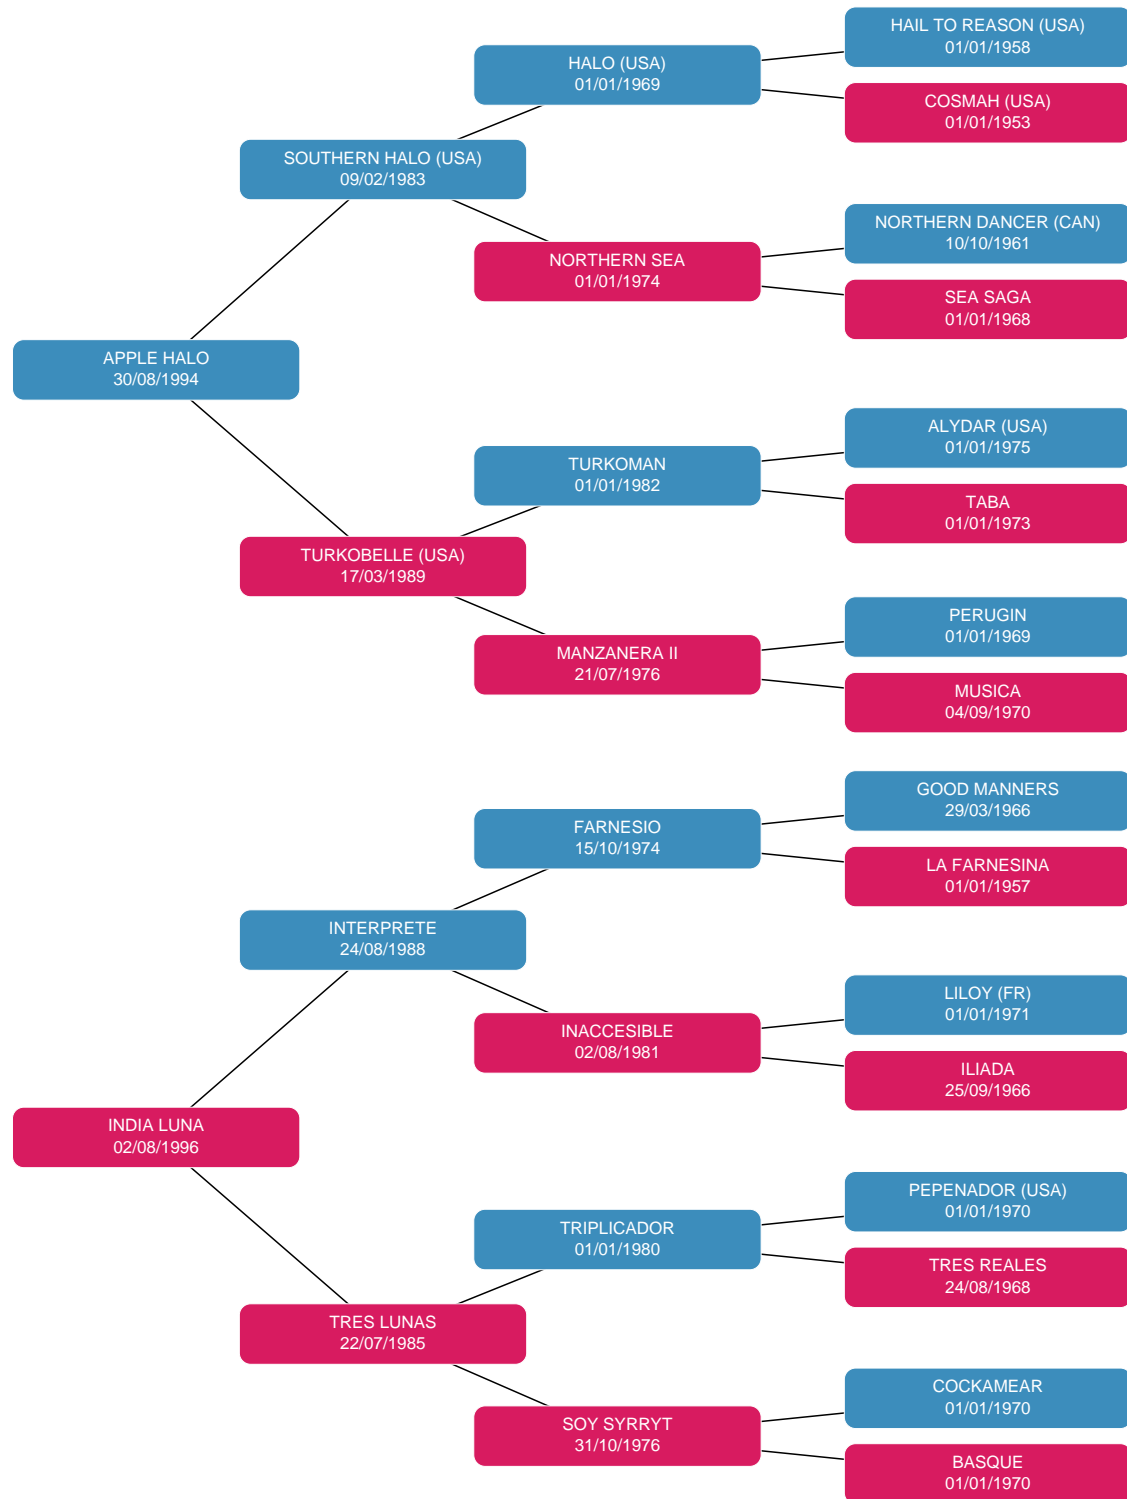 HAIL TO REASON (USA)
01/01/1958
HALO (USA)
01/01/1969
COSMAH (USA)
01/01/1953
SOUTHERN HALO (USA)
09/02/1983
NORTHERN DANCER (CAN)
10/10/1961
NORTHERN SEA
01/01/1974
SEA SAGA
01/01/1968
APPLE HALO
30/08/1994
ALYDAR (USA)
01/01/1975
TURKOMAN
01/01/1982
TABA
01/01/1973
TURKOBELLE (USA)
17/03/1989
PERUGIN
01/01/1969
MANZANERA II
21/07/1976
MUSICA
04/09/1970
GOOD MANNERS
29/03/1966
FARNESIO
15/10/1974
LA FARNESINA
01/01/1957
INTERPRETE
24/08/1988
LILOY (FR)
01/01/1971
INACCESIBLE
02/08/1981
ILIADA
25/09/1966
INDIA LUNA
02/08/1996
PEPENADOR (USA)
01/01/1970
TRIPLICADOR
01/01/1980
TRES REALES
24/08/1968
TRES LUNAS
22/07/1985
COCKAMEAR
01/01/1970
SOY SYRRYT
31/10/1976
BASQUE
01/01/1970